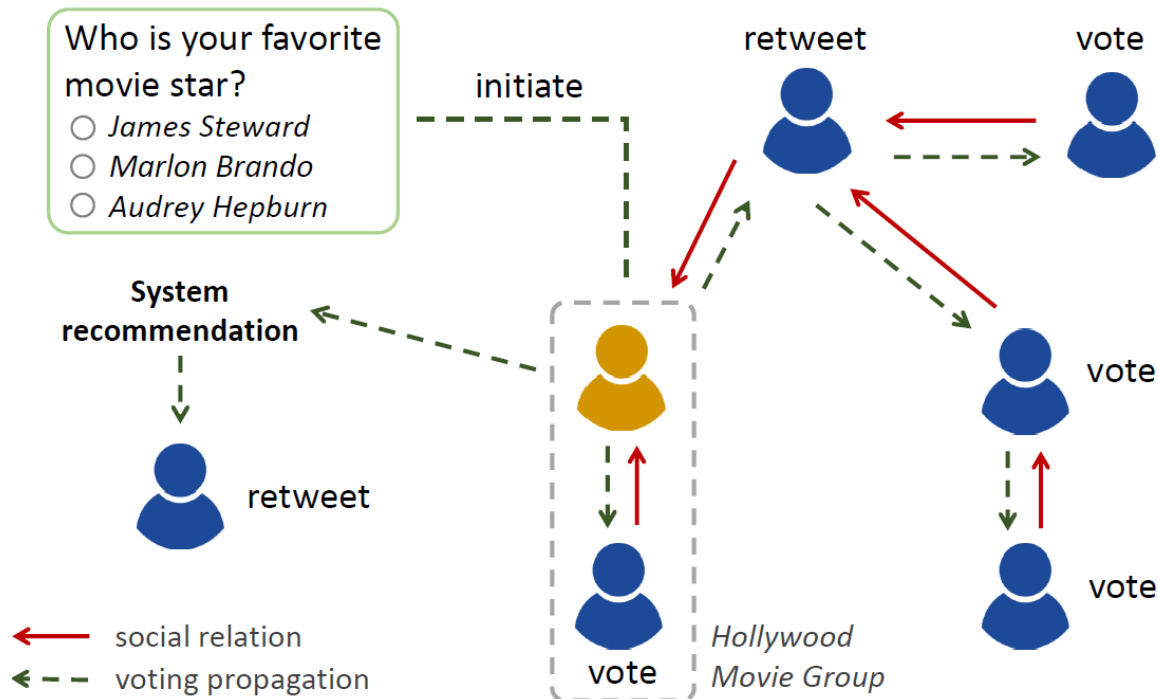 Who is your favorite
movie star?
James Steward
Marlon Brando
Audrey Hepburn
initiate
retweet
vote
System
recommendation
vote
retweet
vote
vote
Hollywood
Movie Group
social relation
voting propagation